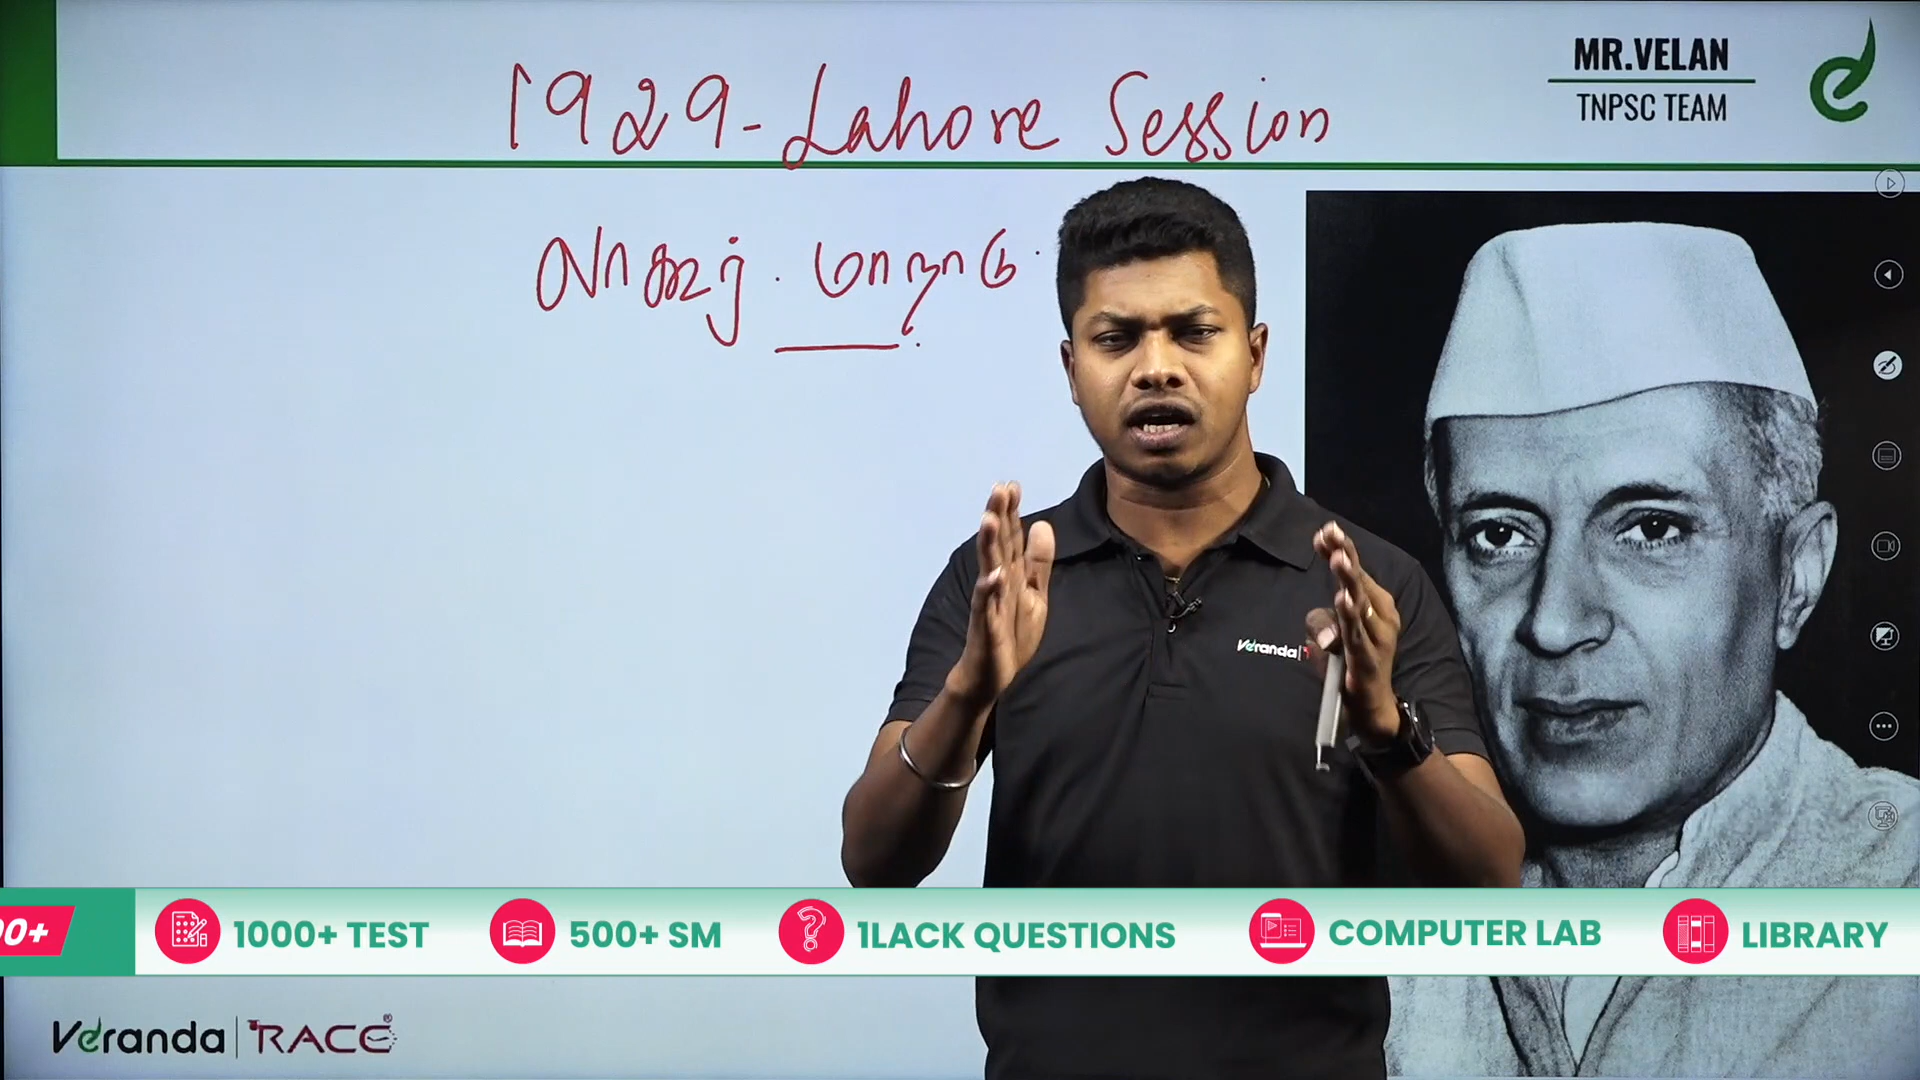 MR.VELAN
TNPSC TEAM
1929 - Lahore Session
லாகூர் மாநாடு
Veranda
00+
1000+ TEST
500+ SM
1LACK QUESTIONS
COMPUTER LAB
LIBRARY
Veranda RACE